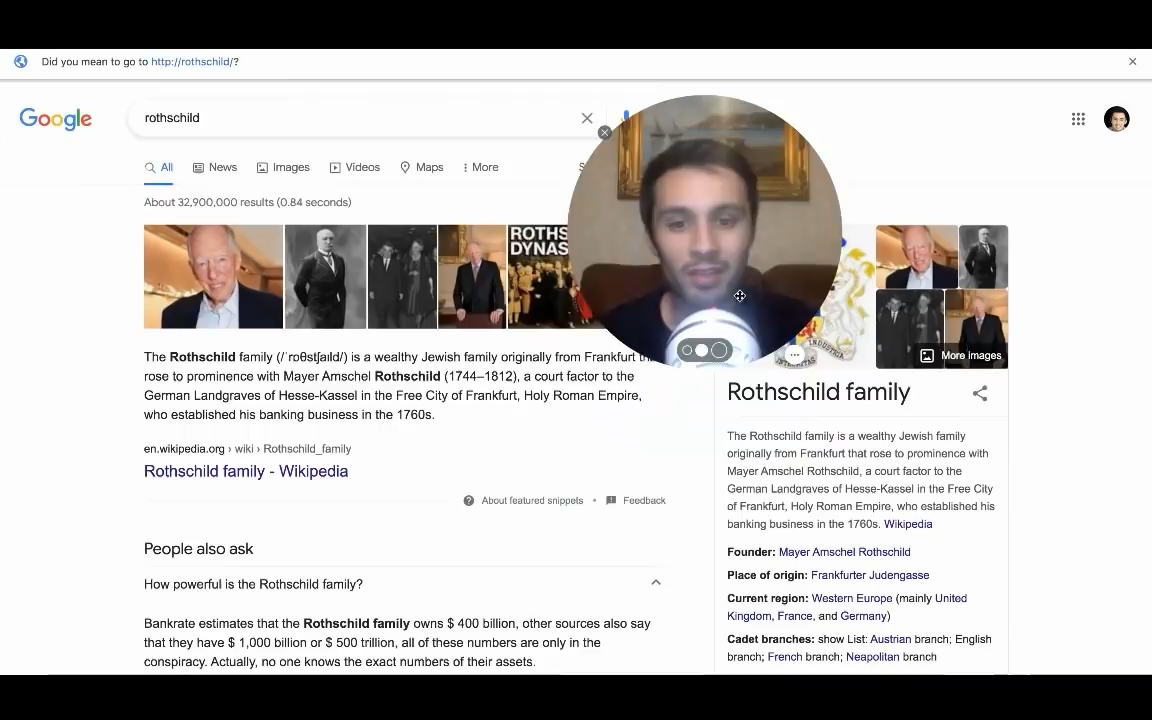 Did you mean to go to http://rothschild/?
Google
rothschild
All
News
Images
Videos
Maps
More
S
About 32,900,000 results (0.84 seconds)
ROTHS
DYNAS
INDUSTRIA
INTEGRITAS
More images
The Rothschild family (/ˈrɒθstʃaɪld/) is a wealthy Jewish family originally from Frankfurt th
rose to prominence with Mayer Amschel Rothschild (1744–1812), a court factor to the
German Landgraves of Hesse-Kassel in the Free City of Frankfurt, Holy Roman Empire,
who established his banking business in the 1760s.
en.wikipedia.org › wiki › Rothschild_family
Rothschild family - Wikipedia
About featured snippets • Feedback
People also ask
How powerful is the Rothschild family?
Bankrate estimates that the Rothschild family owns $ 400 billion, other sources also say
that they have $ 1,000 billion or $ 500 trillion, all of these numbers are only in the
conspiracy. Actually, no one knows the exact numbers of their assets.
Rothschild family
The Rothschild family is a wealthy Jewish family
originally from Frankfurt that rose to prominence with
Mayer Amschel Rothschild, a court factor to the
German Landgraves of Hesse-Kassel in the Free City
of Frankfurt, Holy Roman Empire, who established his
banking business in the 1760s. Wikipedia
Founder: Mayer Amschel Rothschild
Place of origin: Frankfurter Judengasse
Current region: Western Europe (mainly United
Kingdom, France, and Germany)
Cadet branches: show List: Austrian branch; English
branch; French branch; Neapolitan branch